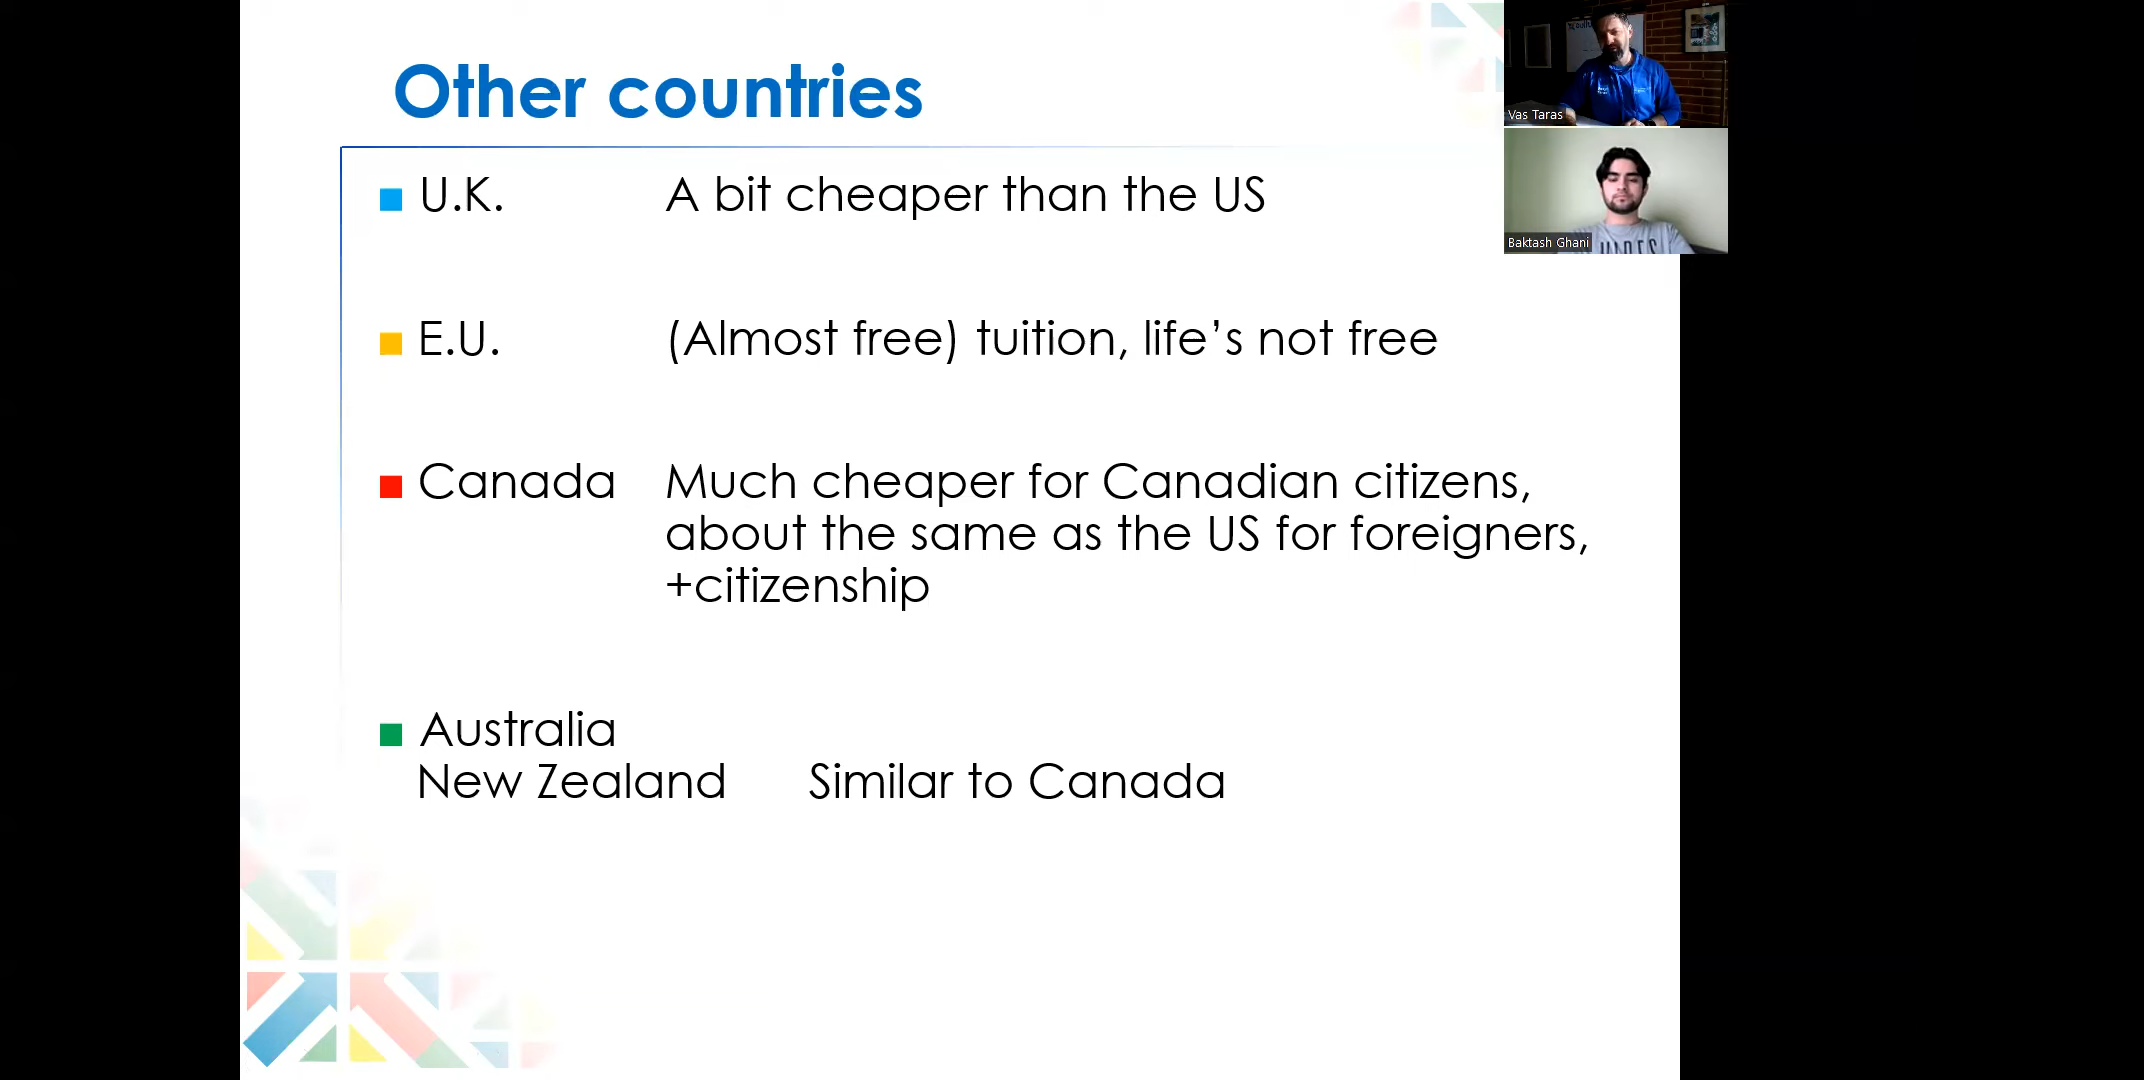 Other countries
U.K. A bit cheaper than the US
E.U. (Almost free) tuition, life’s not free
Canada Much cheaper for Canadian citizens,
about the same as the US for foreigners,
+citizenship
Australia
New Zealand Similar to Canada
Vas Taras
Baktash Ghani